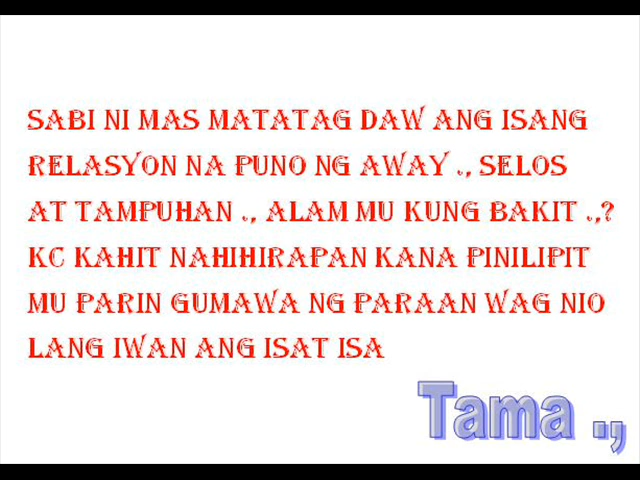 SABI NI MAS MATATAG DAW ANG ISANG
RELASYON NA PUNO NG AWAY ., SELOS
AT TAMPUHAN ., ALAM MU KUNG BAKIT .,?
KC KAHIT NAHIHIRAPAN KANA PINILIPIT
MU PARIN GUMAWA NG PARAAN WAG NIO
LANG IWAN ANG ISAT ISA
Tama .,